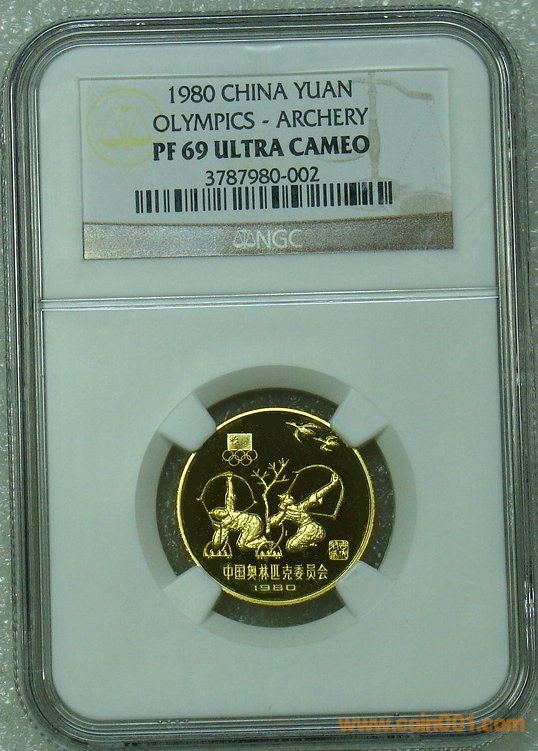 1980 CHINA YUAN
OLYMPICS - ARCHERY
PF 69 ULTRA CAMEO
3787980-002
NGC
中国奥林匹克委员会
1980
www.coin001.com